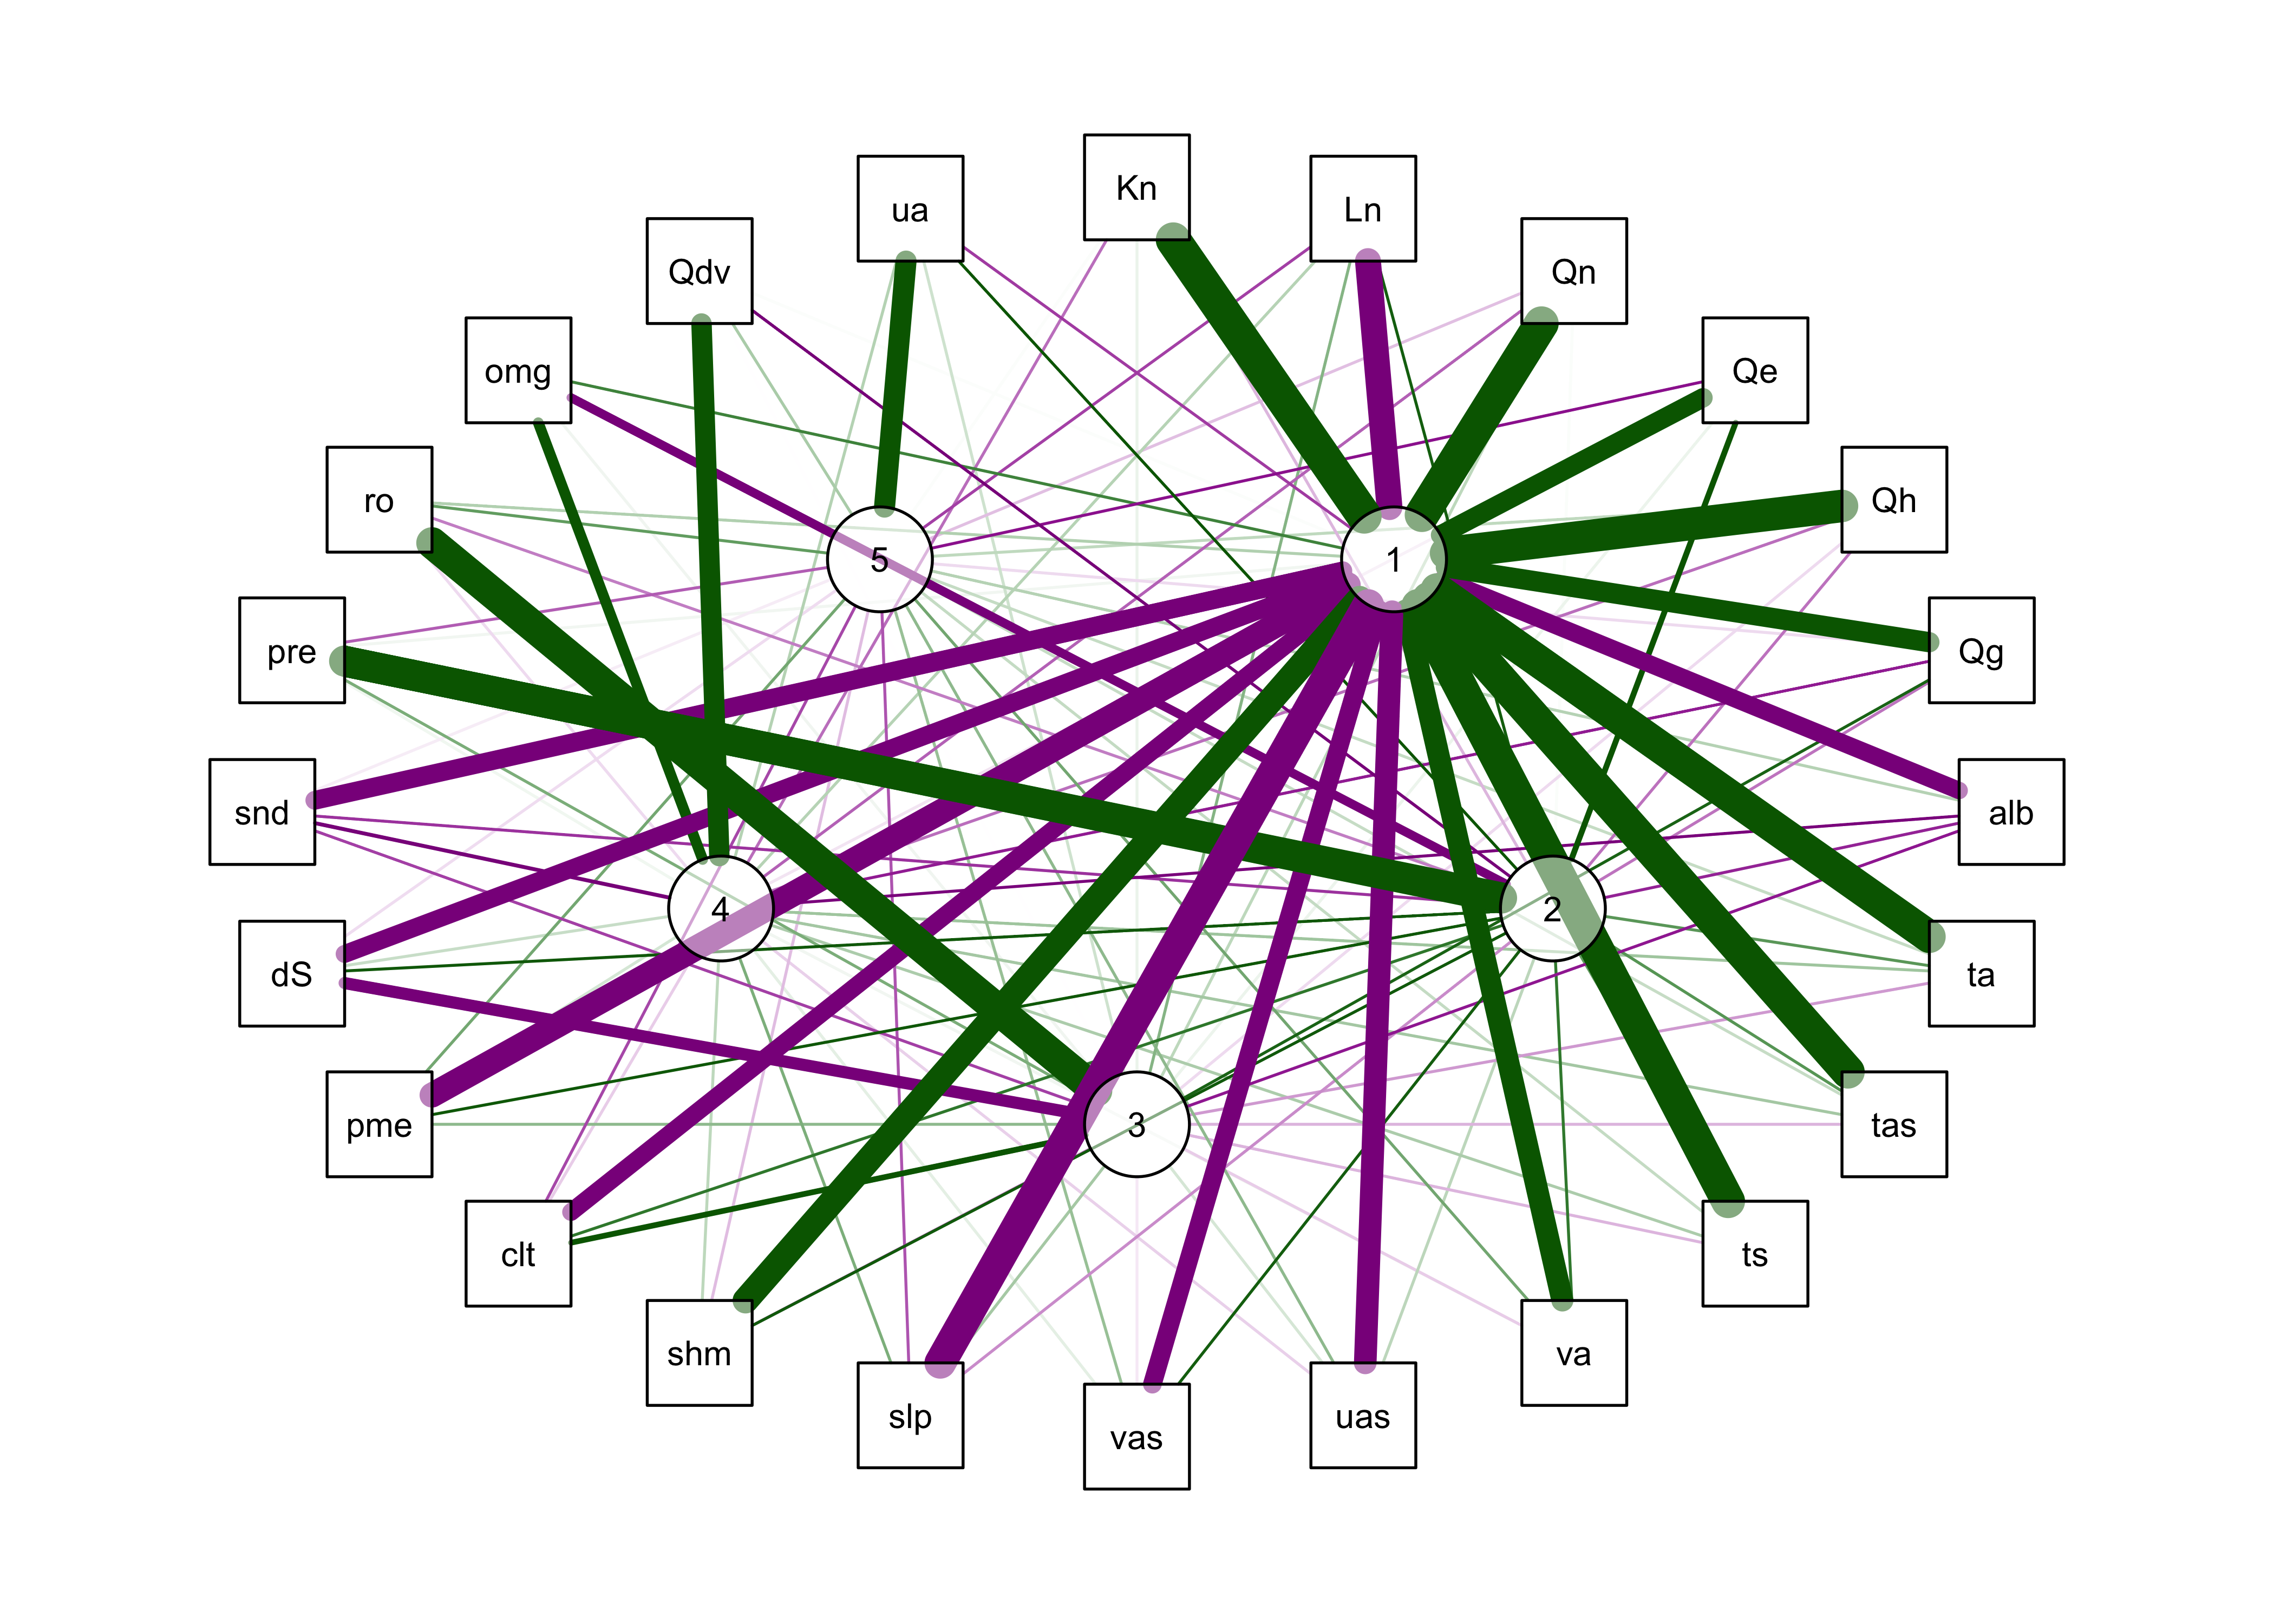 Kn
ua
Ln
Qdv
Qn
omg
Qe
ro
Qh
5
1
pre
Qg
snd
alb
4
2
dS
ta
pme
3
tas
clt
ts
shm
va
slp
uas
vas